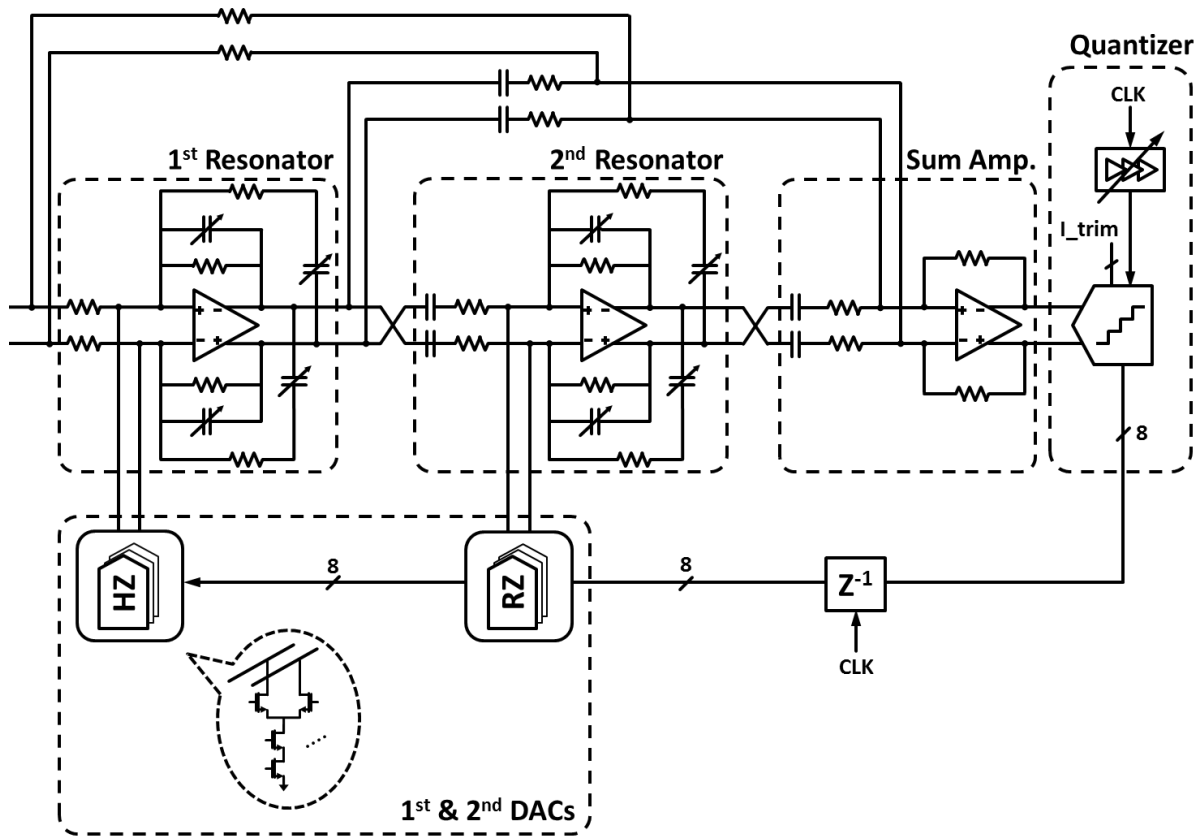 Quantizer
CLK
1st Resonator
2nd Resonator
Sum Amp.
I_trim
+ -
- +
+ -
- +
+ -
- +
8
HZ
8
RZ
8
Z-1
CLK
1st & 2nd DACs